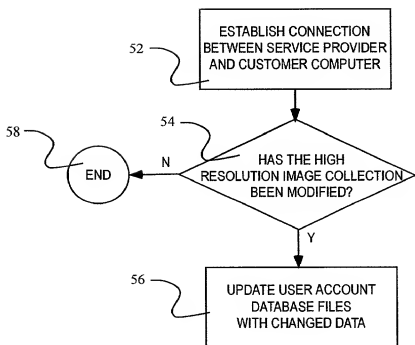 ESTABLISH CONNECTION
BETWEEN SERVICE PROVIDER
AND CUSTOMER COMPUTER
52
54
58
END
N
HAS THE HIGH
RESOLUTION IMAGE COLLECTION
BEEN MODIFIED?
Y
56
UPDATE USER ACCOUNT
DATABASE FILES
WITH CHANGED DATA